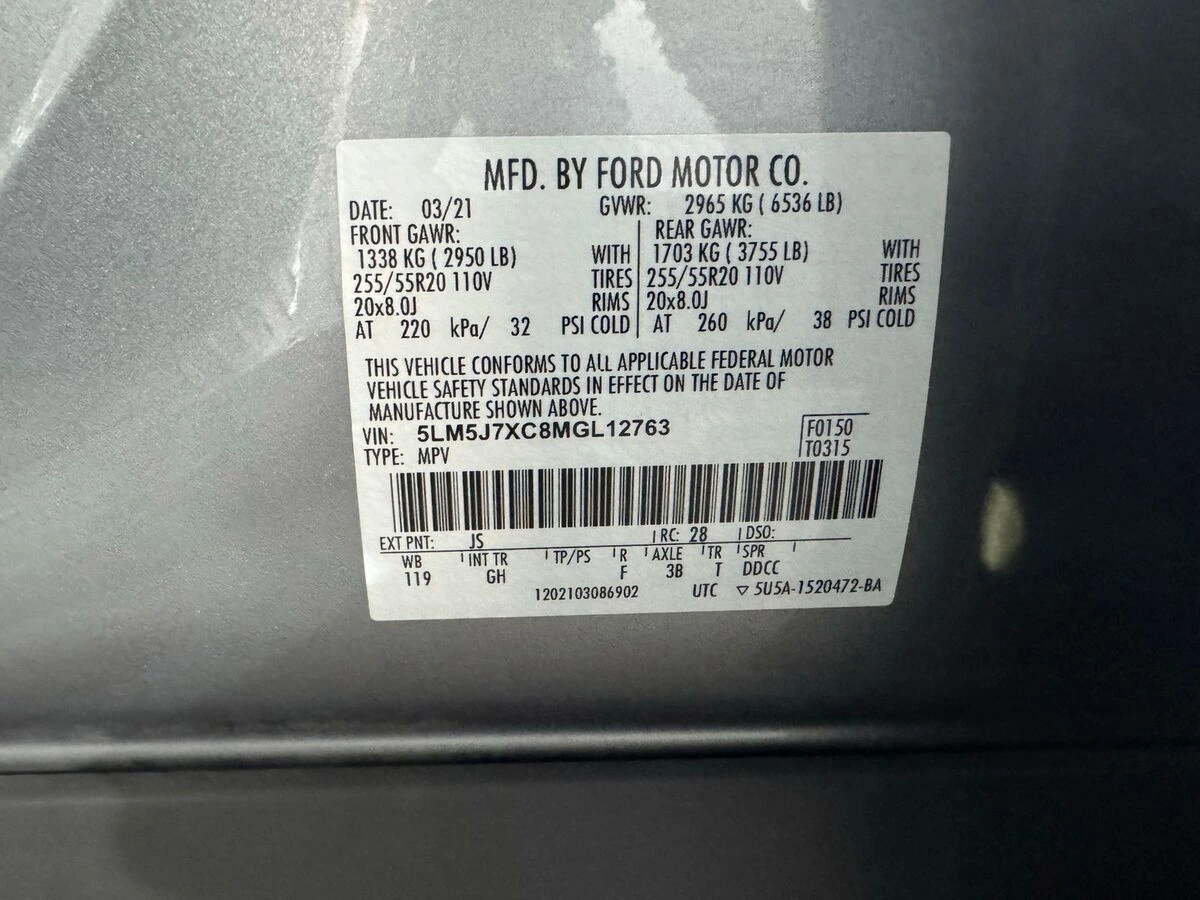 MFD. BY FORD MOTOR CO.
DATE: 03/21 GVWR: 2965 KG ( 6536 LB)
FRONT GAWR: REAR GAWR:
1338 KG ( 2950 LB) WITH 1703 KG ( 3755 LB) WITH
255/55R20 110V TIRES 255/55R20 110V TIRES
20x8.0J RIMS 20x8.0J RIMS
AT 220 kPa/ 32 PSI COLD AT 260 kPa/ 38 PSI COLD
THIS VEHICLE CONFORMS TO ALL APPLICABLE FEDERAL MOTOR
VEHICLE SAFETY STANDARDS IN EFFECT ON THE DATE OF
MANUFACTURE SHOWN ABOVE.
VIN: 5LM5J7XC8MGL12763 F0150
TYPE: MPV T0315
EXT PNT: JS RC: 28 DSO:
WB INT TR TP/PS R AXLE TR SPR
119 GH F 3B T DDCC
1202103086902 UTC ▽ 5U5A-1520472-BA